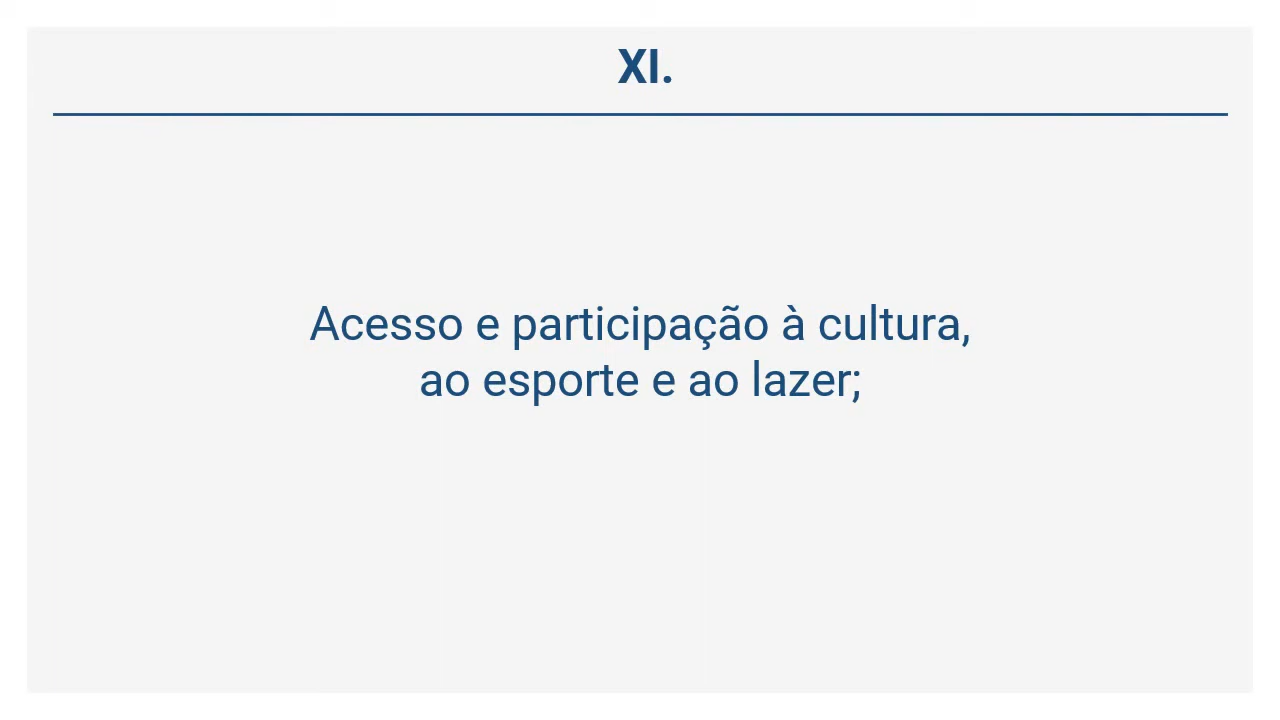 XI.
Acesso e participação à cultura,
ao esporte e ao lazer;